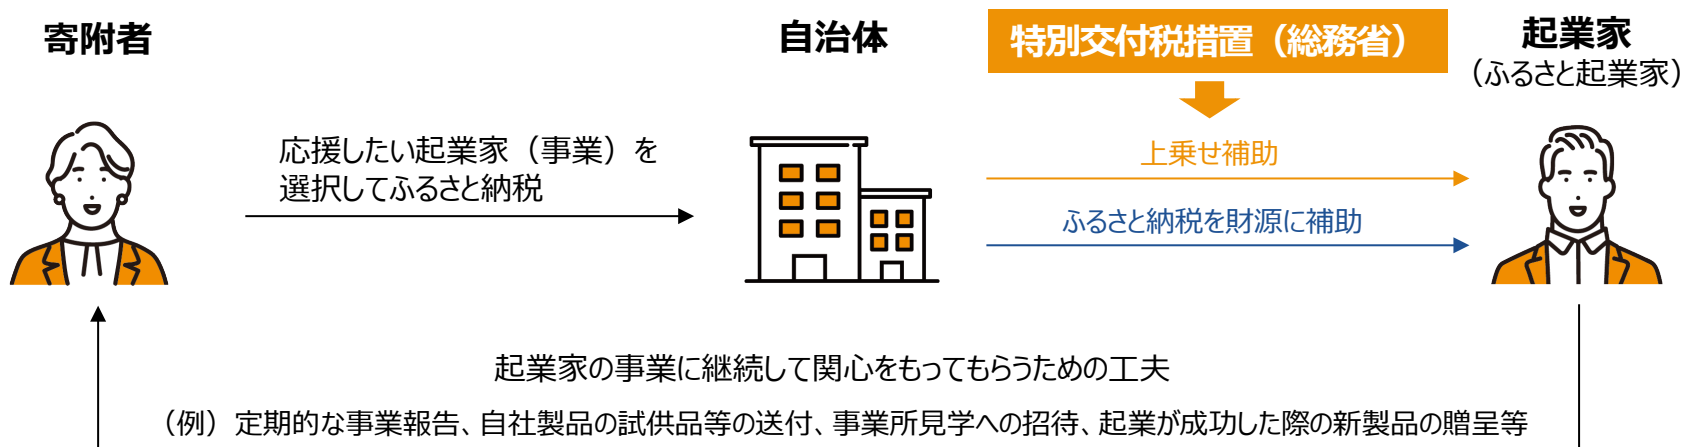 寄附者
自治体
特別交付税措置（総務省）
起業家
（ふるさと起業家）
応援したい起業家（事業）を
選択してふるさと納税
上乗せ補助
ふるさと納税を財源に補助
起業家の事業に継続して関心をもってもらうための工夫
（例）定期的な事業報告、自社製品の試供品等の送付、事業所見学への招待、起業が成功した際の新製品の贈呈等